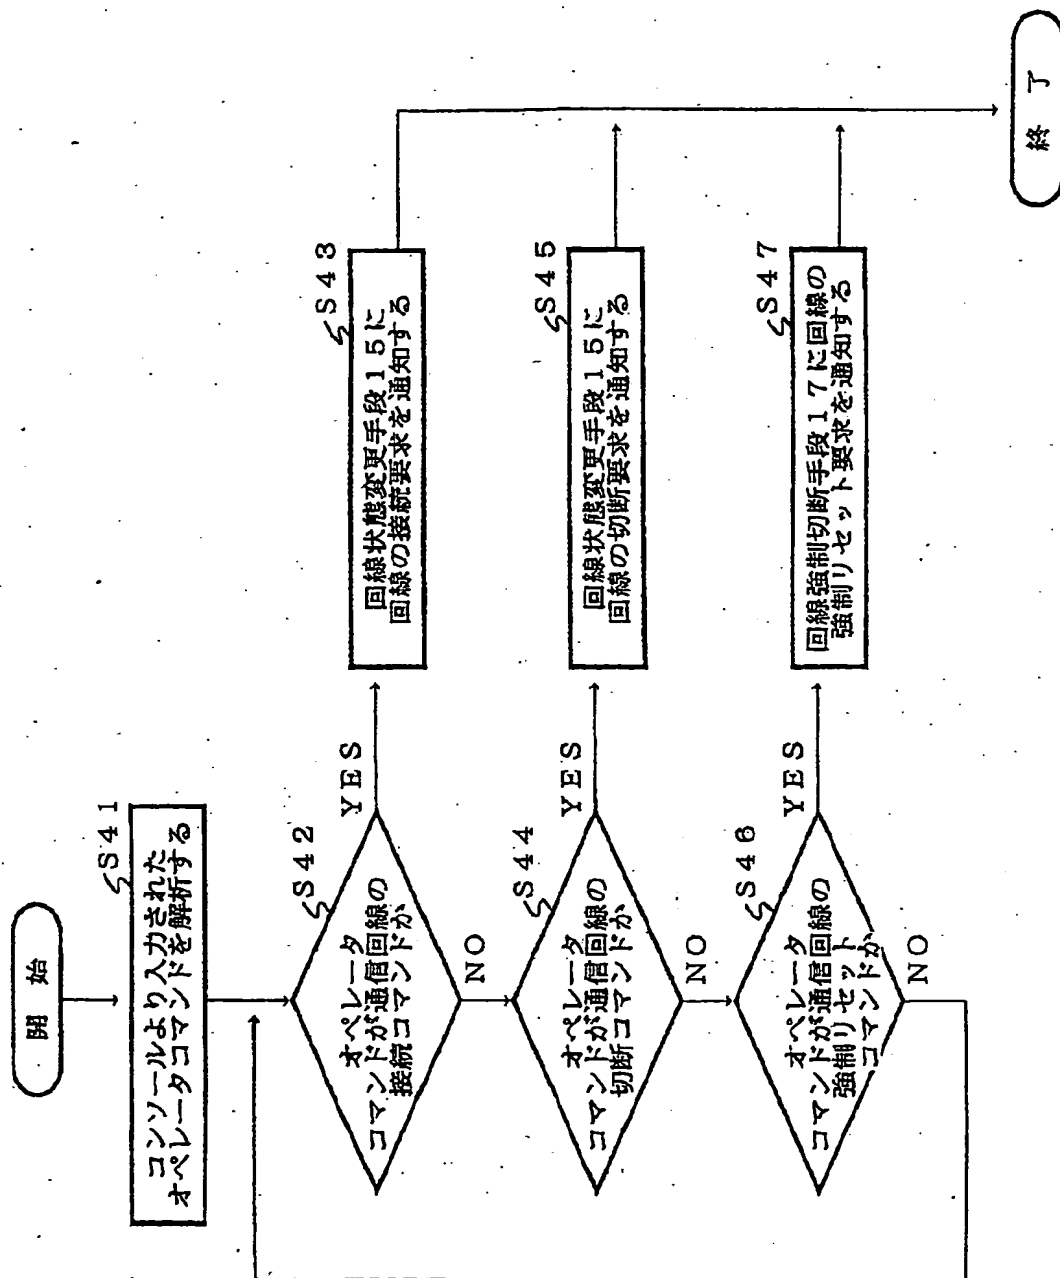 開始
S41
コンソールより入力された
オペレータコマンドを解析する
S42
オペレータ
コマンドが通信回線の
接続コマンドか
YES
NO
S43
回線状態変更手段15に
回線の接続要求を通知する
S44
オペレータ
コマンドが通信回線の
切断コマンドか
YES
NO
S45
回線状態変更手段15に
回線の切断要求を通知する
S46
オペレータ
コマンドが通信回線の
強制リセット
コマンドか
YES
NO
S47
回線強制切断手段17に回線の
強制リセット要求を通知する
終了